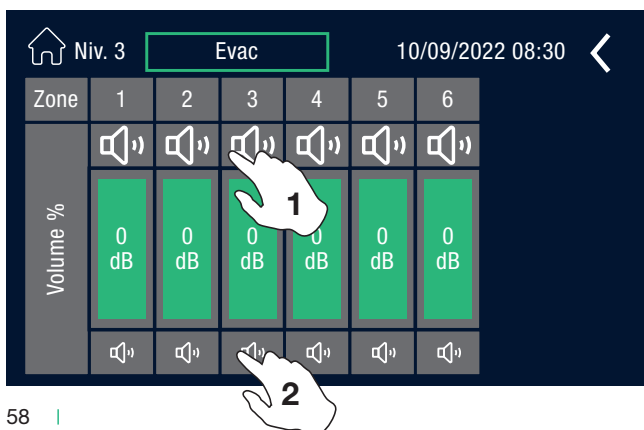 Niv. 3 Evac 10/09/2022 08:30
Zone 1 2 3 4 5 6
Volume %
0 0 0 0 0 0
dB dB dB dB dB dB
1
2
58 |